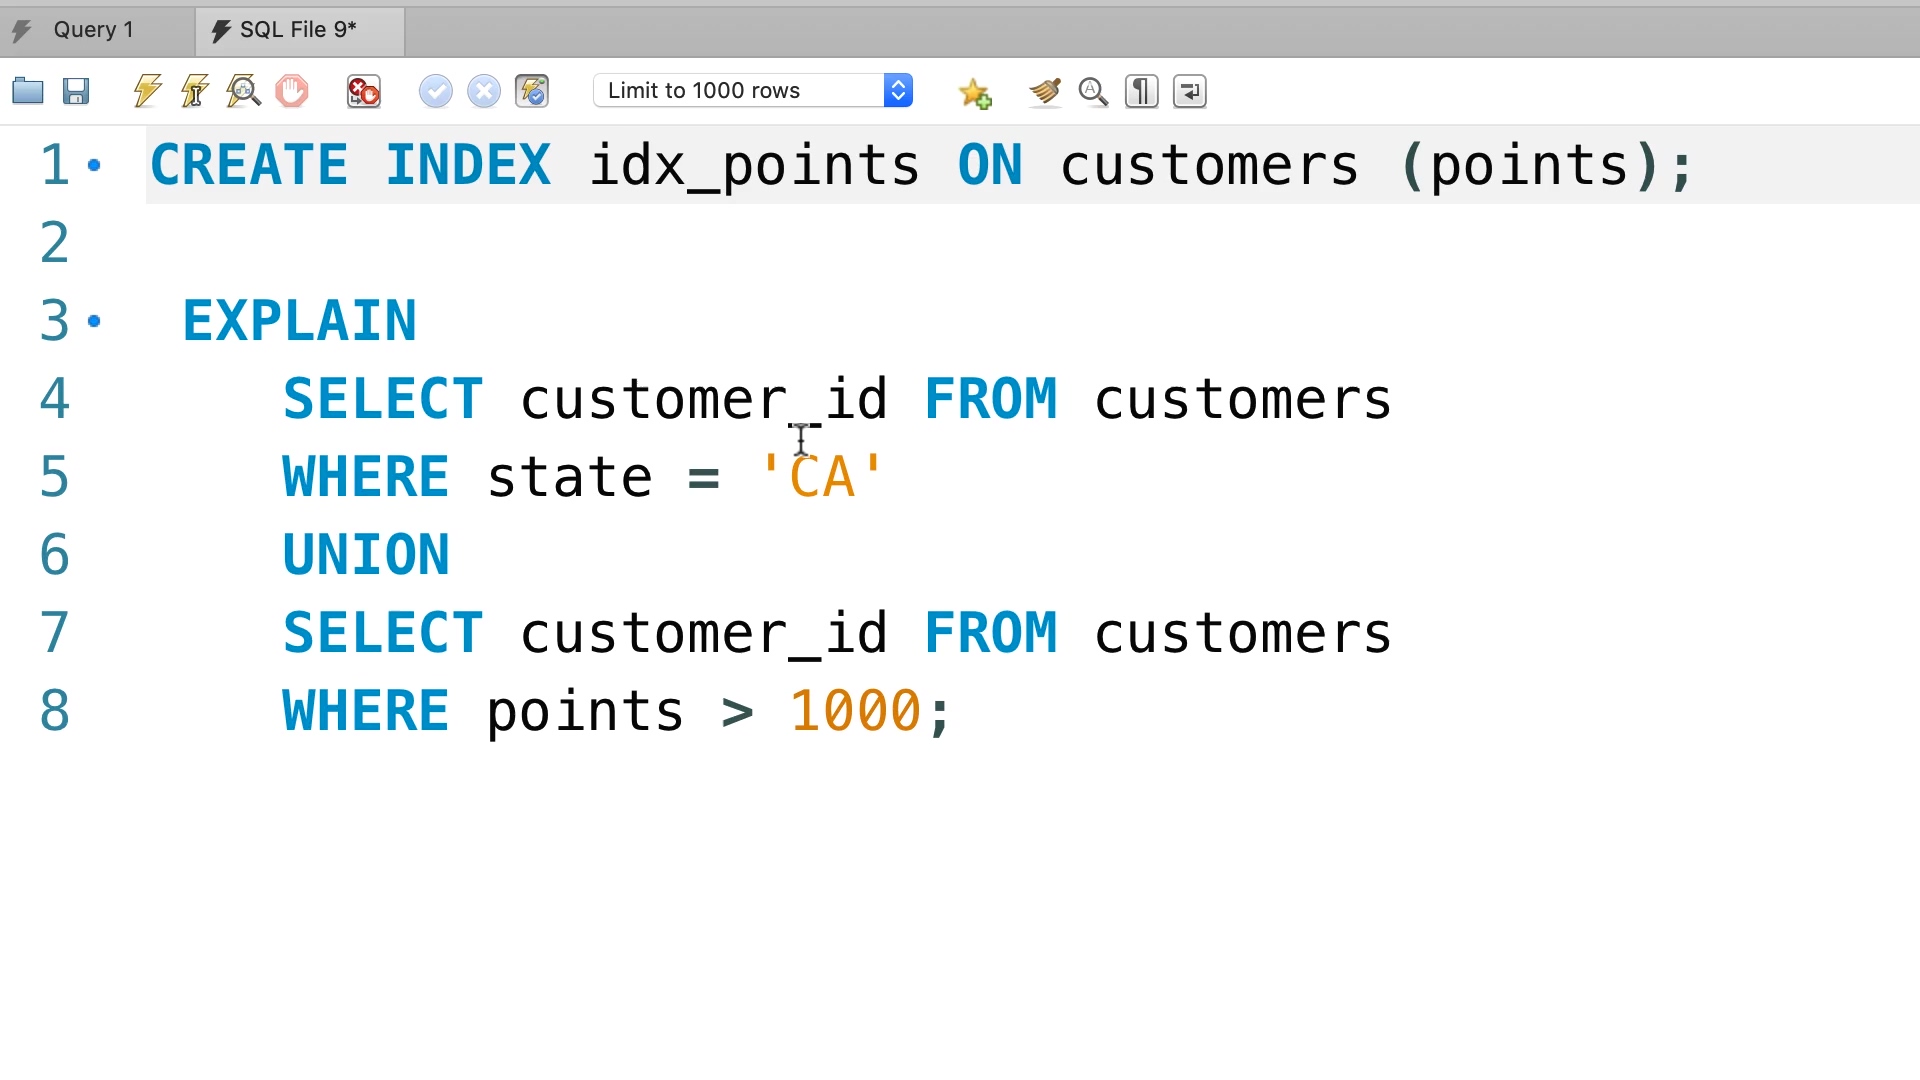 Query 1
SQL File 9*
Limit to 1000 rows
1 CREATE INDEX idx_points ON customers (points);
2
3 EXPLAIN
4 SELECT customer_id FROM customers
5 WHERE state = 'CA'
6 UNION
7 SELECT customer_id FROM customers
8 WHERE points > 1000;